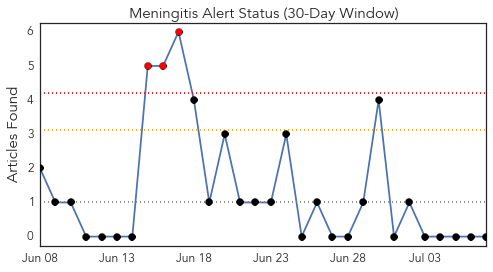 Meningitis Alert Status (30-Day Window)
Articles Found
6
5
4
3
2
1
0
Jun 08 Jun 13 Jun 18 Jun 23 Jun 28 Jul 03